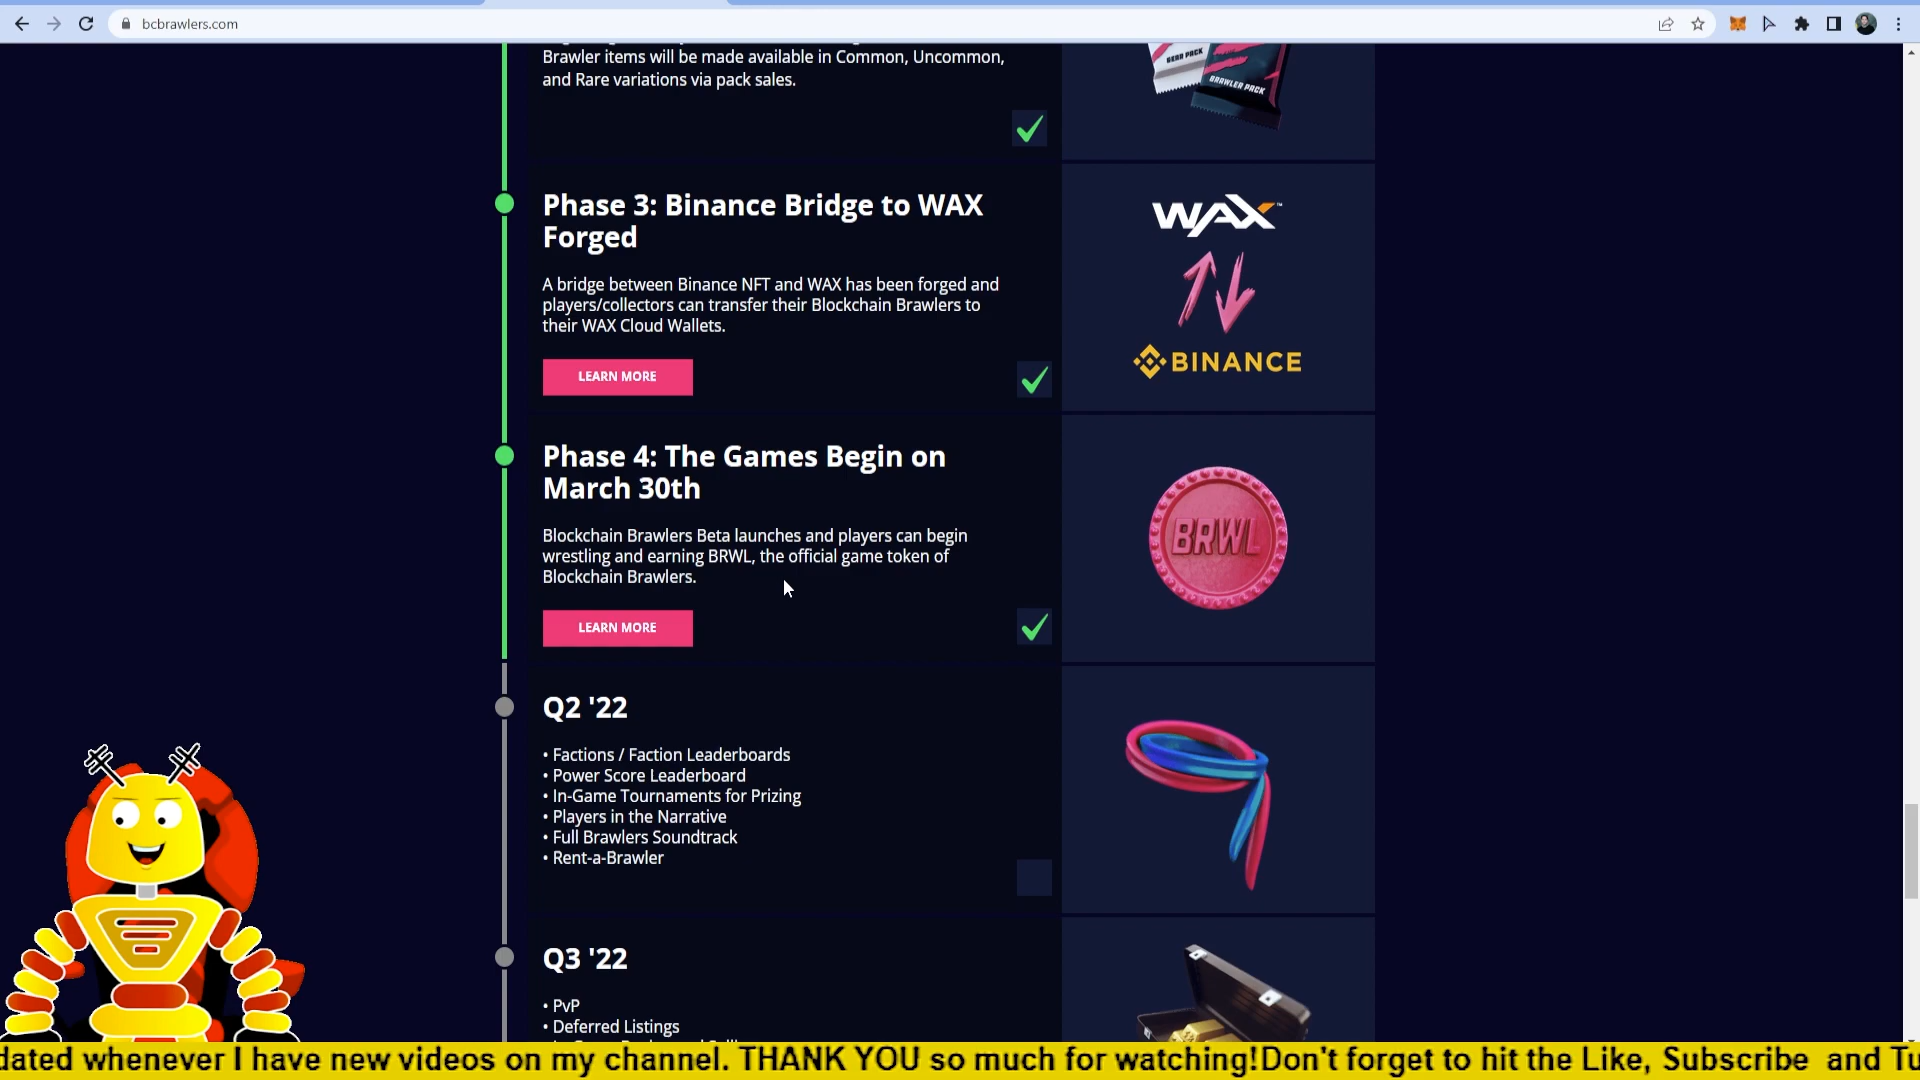 bcbrawlers.com
Brawler items will be made available in Common, Uncommon,
and Rare variations via pack sales.
GEAR PACK
BRAWLER PACK
Phase 3: Binance Bridge to WAX
Forged
A bridge between Binance NFT and WAX has been forged and
players/collectors can transfer their Blockchain Brawlers to
their WAX Cloud Wallets.
LEARN MORE
WAX™
BINANCE
Phase 4: The Games Begin on
March 30th
Blockchain Brawlers Beta launches and players can begin
wrestling and earning BRWL, the official game token of
Blockchain Brawlers.
LEARN MORE
BRWL
Q2 '22
• Factions / Faction Leaderboards
• Power Score Leaderboard
• In-Game Tournaments for Prizing
• Players in the Narrative
• Full Brawlers Soundtrack
• Rent-a-Brawler
Q3 '22
• PvP
• Deferred Listings
dated whenever I have new videos on my channel. THANK YOU so much for watching!Don't forget to hit the Like, Subscribe and Tu